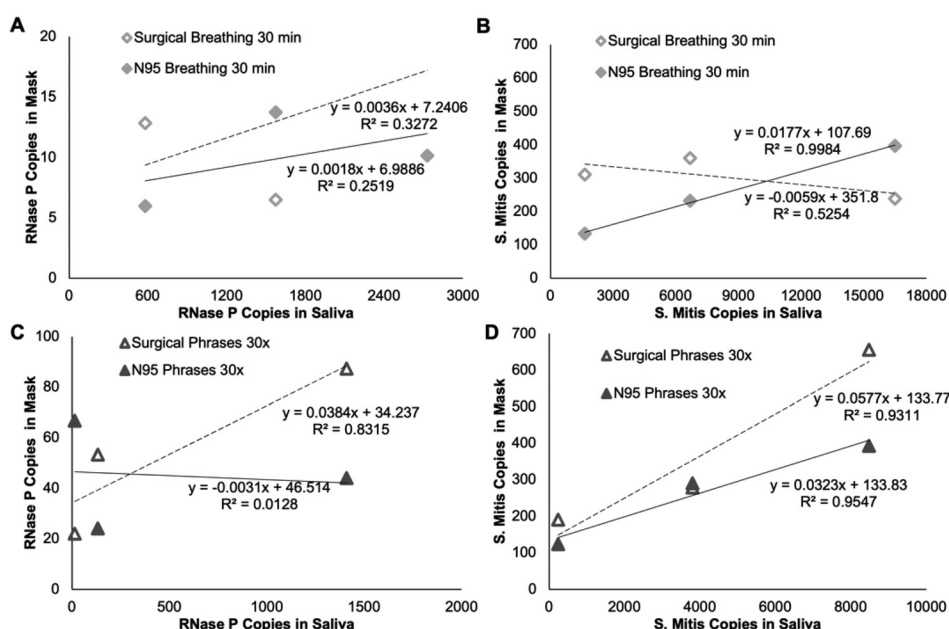 A
20
15
10
5
0
RNase P Copies in Mask
Surgical Breathing 30 min
N95 Breathing 30 min
y = 0.0036x + 7.2406
R² = 0.3272
y = 0.0018x + 6.9886
R² = 0.2519
0 600 1200 1800 2400 3000
RNase P Copies in Saliva
B
700
600
500
400
300
200
100
0
S. Mitis Copies in Mask
Surgical Breathing 30 min
N95 Breathing 30 min
y = 0.0177x + 107.69
R² = 0.9984
y = -0.0059x + 351.8
R² = 0.5254
0 3000 6000 9000 12000 15000 18000
S. Mitis Copies in Saliva
C
100
80
60
40
20
0
RNase P Copies in Mask
Surgical Phrases 30x
N95 Phrases 30x
y = 0.0384x + 34.237
R² = 0.8315
y = -0.0031x + 46.514
R² = 0.0128
0 500 1000 1500 2000
RNase P Copies in Saliva
D
700
600
500
400
300
200
100
0
S. Mitis Copies in Mask
Surgical Phrases 30x
N95 Phrases 30x
y = 0.0577x + 133.77
R² = 0.9311
y = 0.0323x + 133.83
R² = 0.9547
0 2000 4000 6000 8000 10000
S. Mitis Copies in Saliva